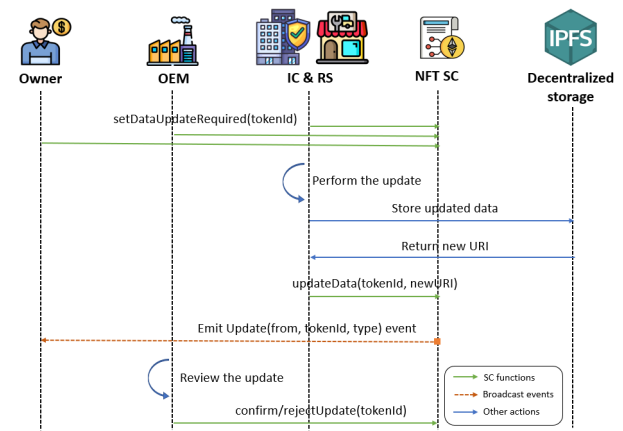 IPFS
Owner
OEM
IC & RS
NFT SC
Decentralized
storage
setDataUpdateRequired(tokenId)
Perform the update
Store updated data
Return new URI
updateData(tokenId, newURI)
Emit Update(from, tokenId, type) event
Review the update
confirm/rejectUpdate(tokenId)
SC functions
Broadcast events
Other actions